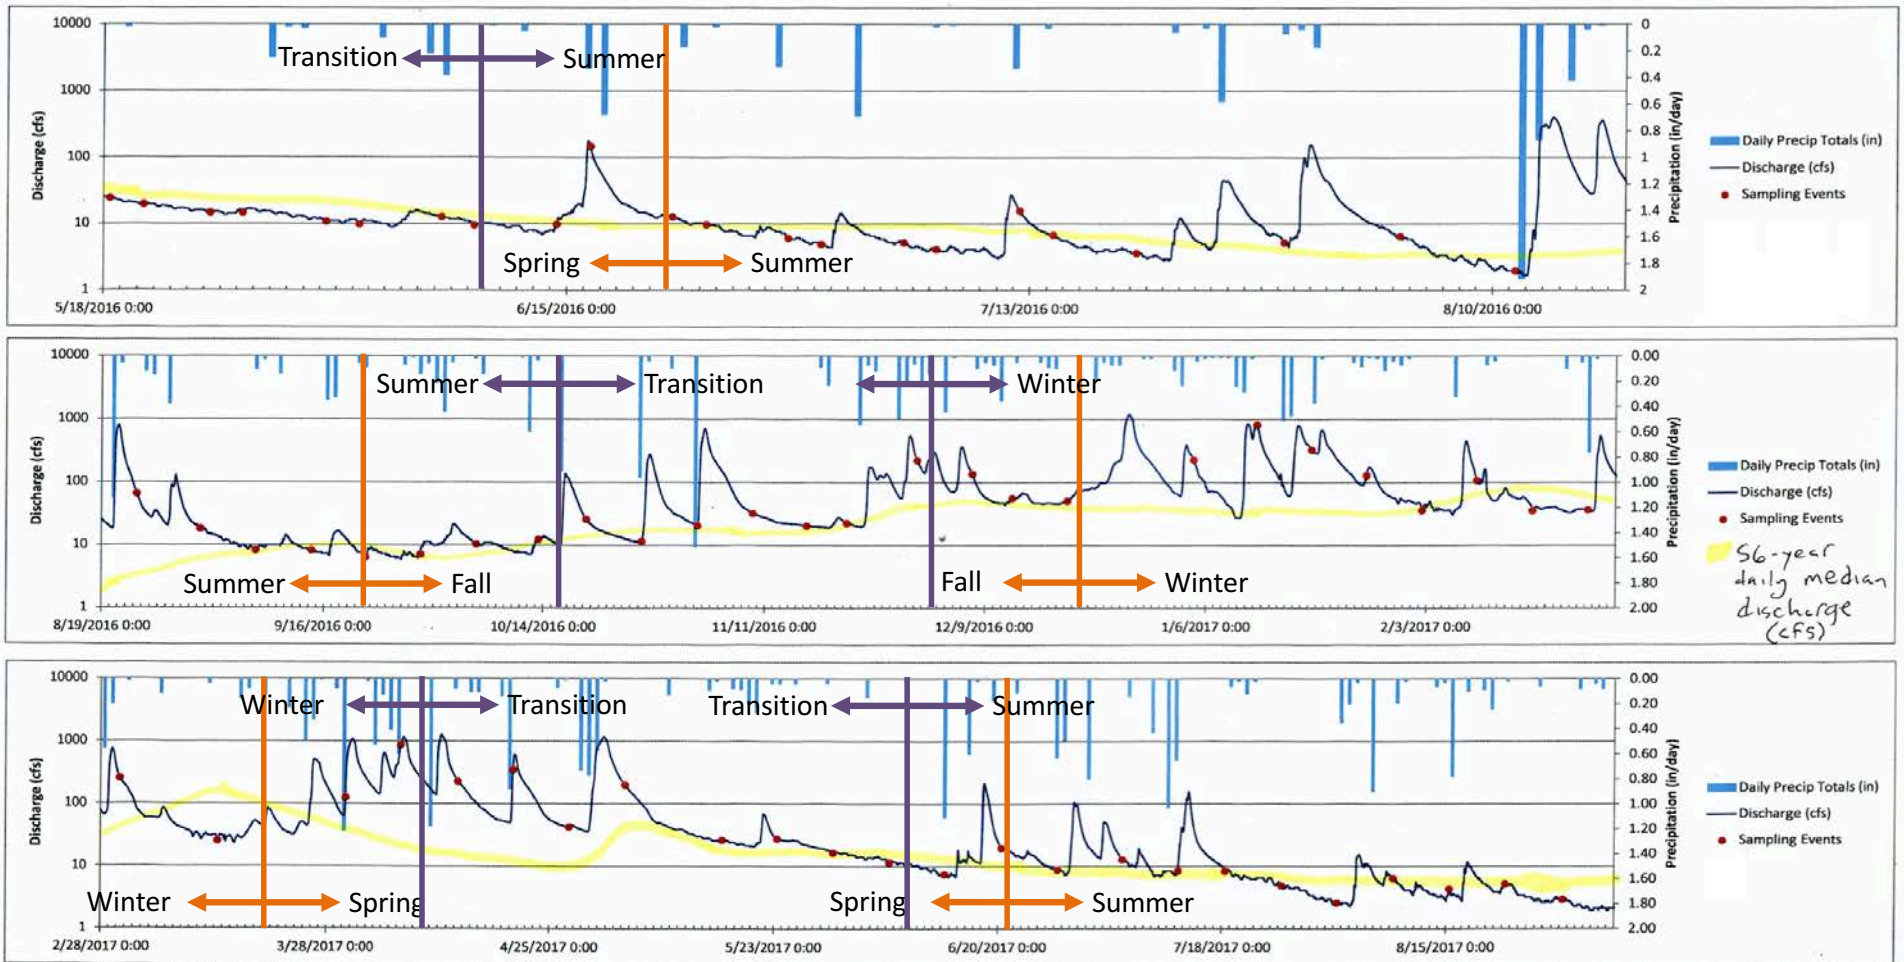 10000
1000
100
10
1
Discharge (cfs)
0
0.2
0.4
0.6
0.8
1
1.2
1.4
1.6
1.8
2
Precipitation (in/day)
Transition
Summer
Spring
Summer
5/18/2016 0:00
6/15/2016 0:00
7/13/2016 0:00
8/10/2016 0:00
Daily Precip Totals (in)
Discharge (cfs)
Sampling Events
10000
1000
100
10
1
Discharge (cfs)
0.00
0.20
0.40
0.60
0.80
1.00
1.20
1.40
1.60
1.80
2.00
Precipitation (in/day)
Summer
Transition
Winter
Summer
Fall
Fall
Winter
8/19/2016 0:00
9/16/2016 0:00
10/14/2016 0:00
11/11/2016 0:00
12/9/2016 0:00
1/6/2017 0:00
2/3/2017 0:00
Daily Precip Totals (in)
Discharge (cfs)
Sampling Events
56-year
daily median
discharge
(cfs)
10000
1000
100
10
1
Discharge (cfs)
0.00
0.20
0.40
0.60
0.80
1.00
1.20
1.40
1.60
1.80
2.00
Precipitation (in/day)
Winter
Transition
Transition
Summer
Winter
Spring
Spring
Summer
2/28/2017 0:00
3/28/2017 0:00
4/25/2017 0:00
5/23/2017 0:00
6/20/2017 0:00
7/18/2017 0:00
8/15/2017 0:00
Daily Precip Totals (in)
Discharge (cfs)
Sampling Events